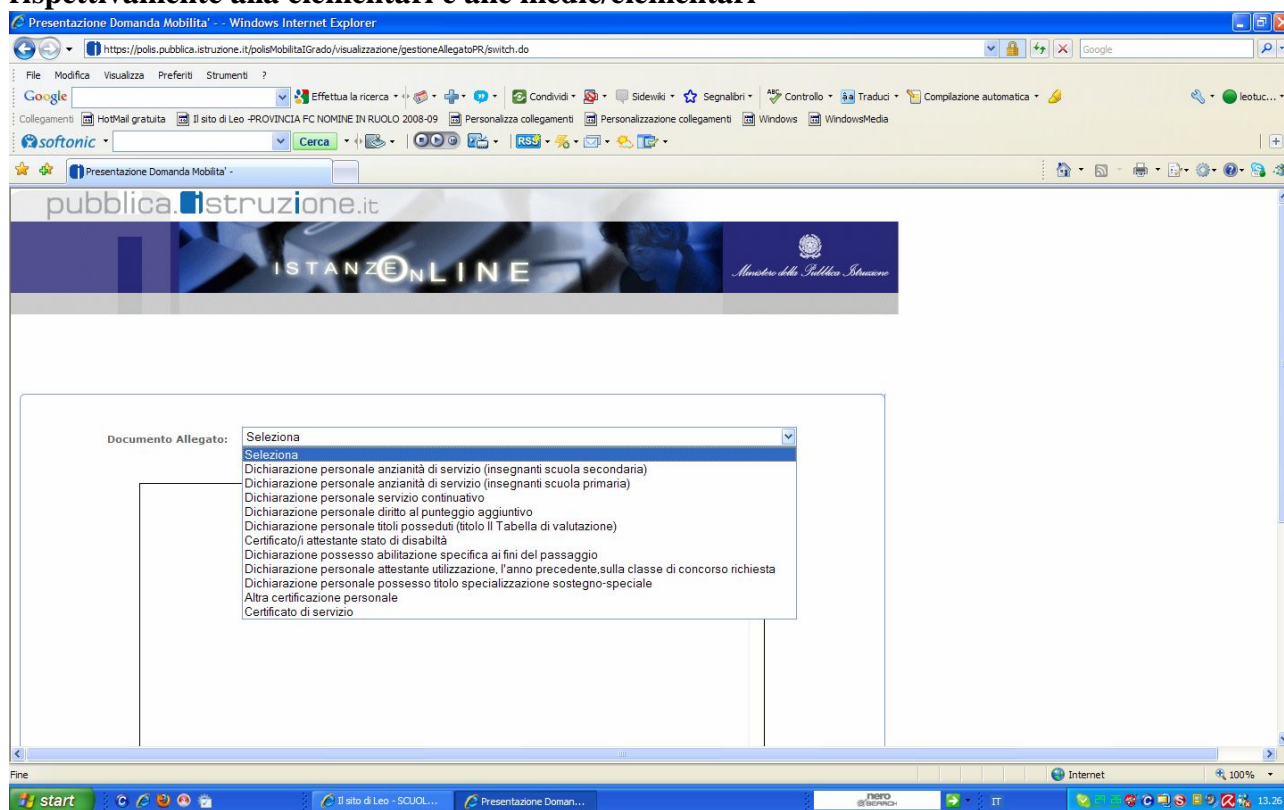 rispettivamente alla elementari e alle medie/elementari
Presentazione Domanda Mobilita' - - Windows Internet Explorer
https://polis.pubblica.istruzione.it/polisMobilitaIGrado/visualizzazione/gestioneAllegatoPR/switch.do
Google
File Modifica Visualizza Preferiti Strumenti ?
Google Effettua la ricerca Condividi Sidewiki Segnalibri Controllo Traduci Compilazione automatica leotuc...
Collegamenti HotMail gratuita Il sito di Leo -PROVINCIA FC NOMINE IN RUOLO 2008-09 Personalizza collegamenti Personalizzazione collegamenti Windows WindowsMedia
softonic Cerca RSS
Presentazione Domanda Mobilita' -
pubblica.istruzione.it
ISTANZE ONLINE
Ministero della Pubblica Istruzione
Documento Allegato: Seleziona
Seleziona
Dichiarazione personale anzianità di servizio (insegnanti scuola secondaria)
Dichiarazione personale anzianità di servizio (insegnanti scuola primaria)
Dichiarazione personale servizio continuativo
Dichiarazione personale diritto al punteggio aggiuntivo
Dichiarazione personale titoli posseduti (titolo II Tabella di valutazione)
Certificato/i attestante stato di disabiltà
Dichiarazione possesso abilitazione specifica ai fini del passaggio
Dichiarazione personale attestante utilizzazione, l'anno precedente,sulla classe di concorso richiesta
Dichiarazione personale possesso titolo specializzazione sostegno-speciale
Altra certificazione personale
Certificato di servizio
Fine Internet 100%
start Il sito di Leo - SCUOL... Presentazione Doman... nero SEARCH IT 13.26